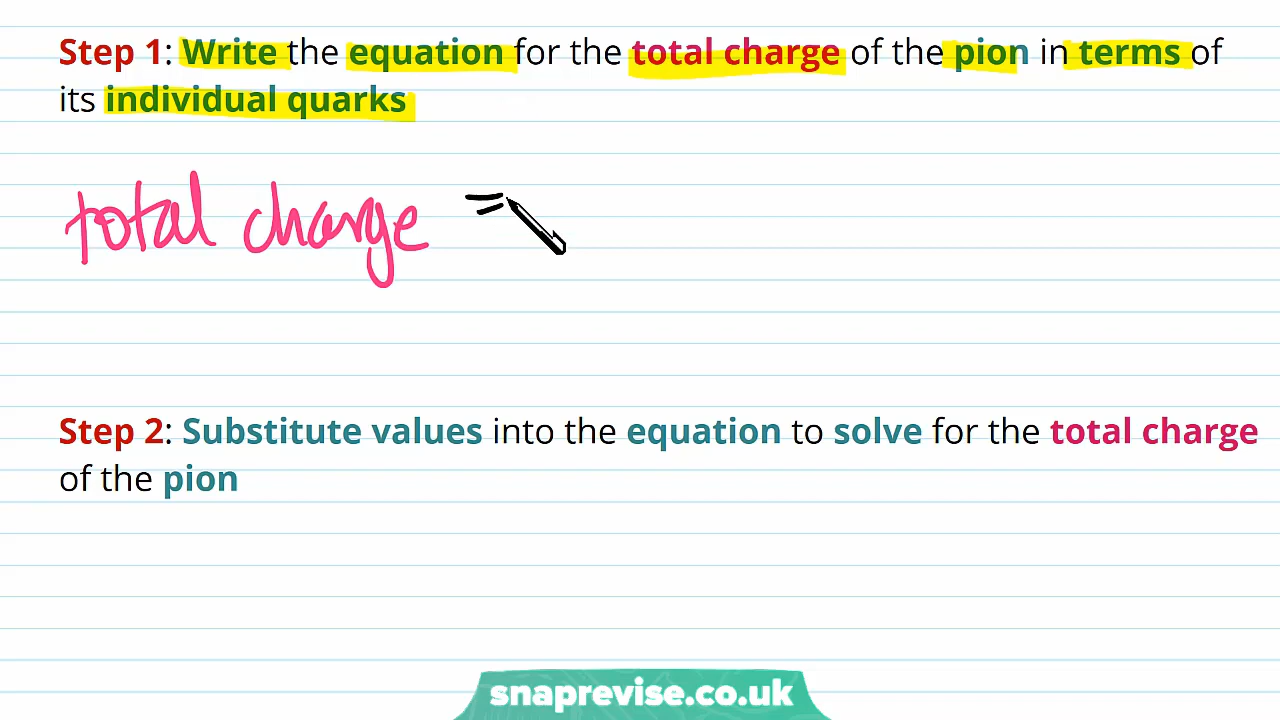 Step 1: Write the equation for the total charge of the pion in terms of
its individual quarks
total charge =
Step 2: Substitute values into the equation to solve for the total charge
of the pion
snaprevise.co.uk